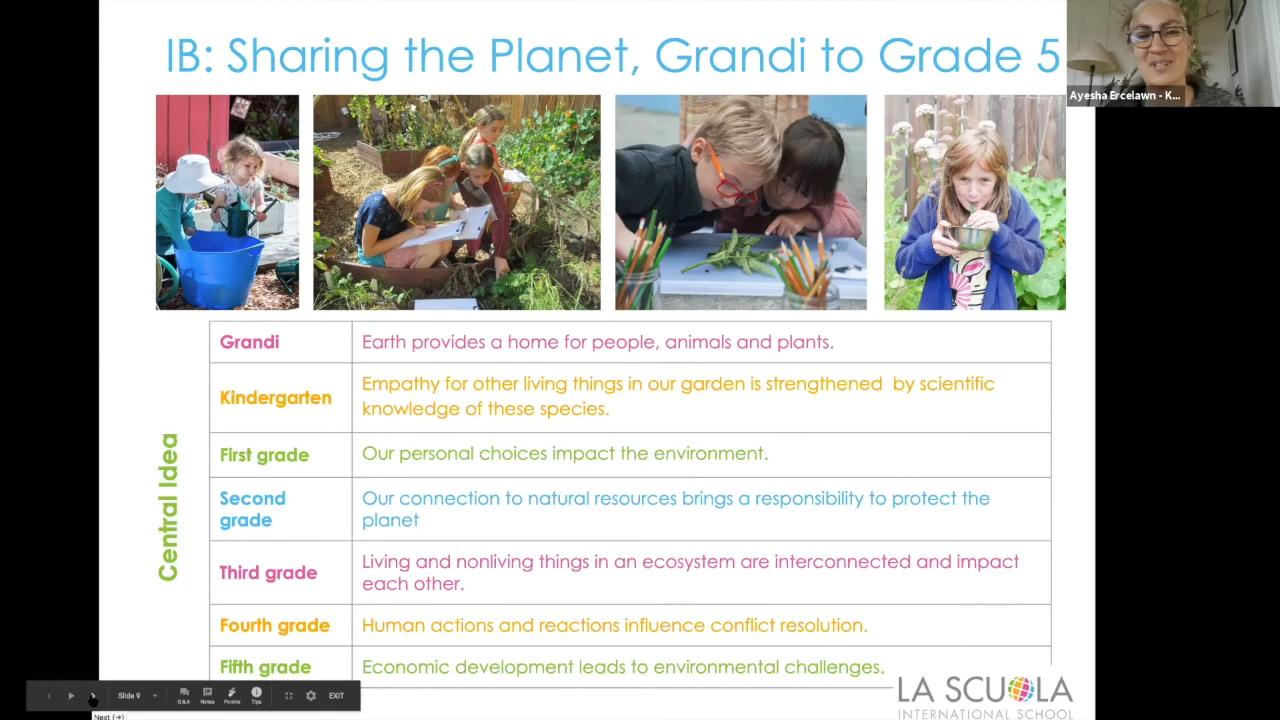 IB: Sharing the Planet, Grandi to Grade 5
Ayesha Ercelawn - K...
Central Idea
Grandi
Earth provides a home for people, animals and plants.
Kindergarten
Empathy for other living things in our garden is strengthened by scientific
knowledge of these species.
First grade
Our personal choices impact the environment.
Second
grade
Our connection to natural resources brings a responsibility to protect the
planet
Third grade
Living and nonliving things in an ecosystem are interconnected and impact
each other.
Fourth grade
Human actions and reactions influence conflict resolution.
Fifth grade
Economic development leads to environmental challenges.
LA SCUOLA
INTERNATIONAL SCHOOL
Slide 9
Q&A
Notes
Pointer
Tips
EXIT
Next (→)